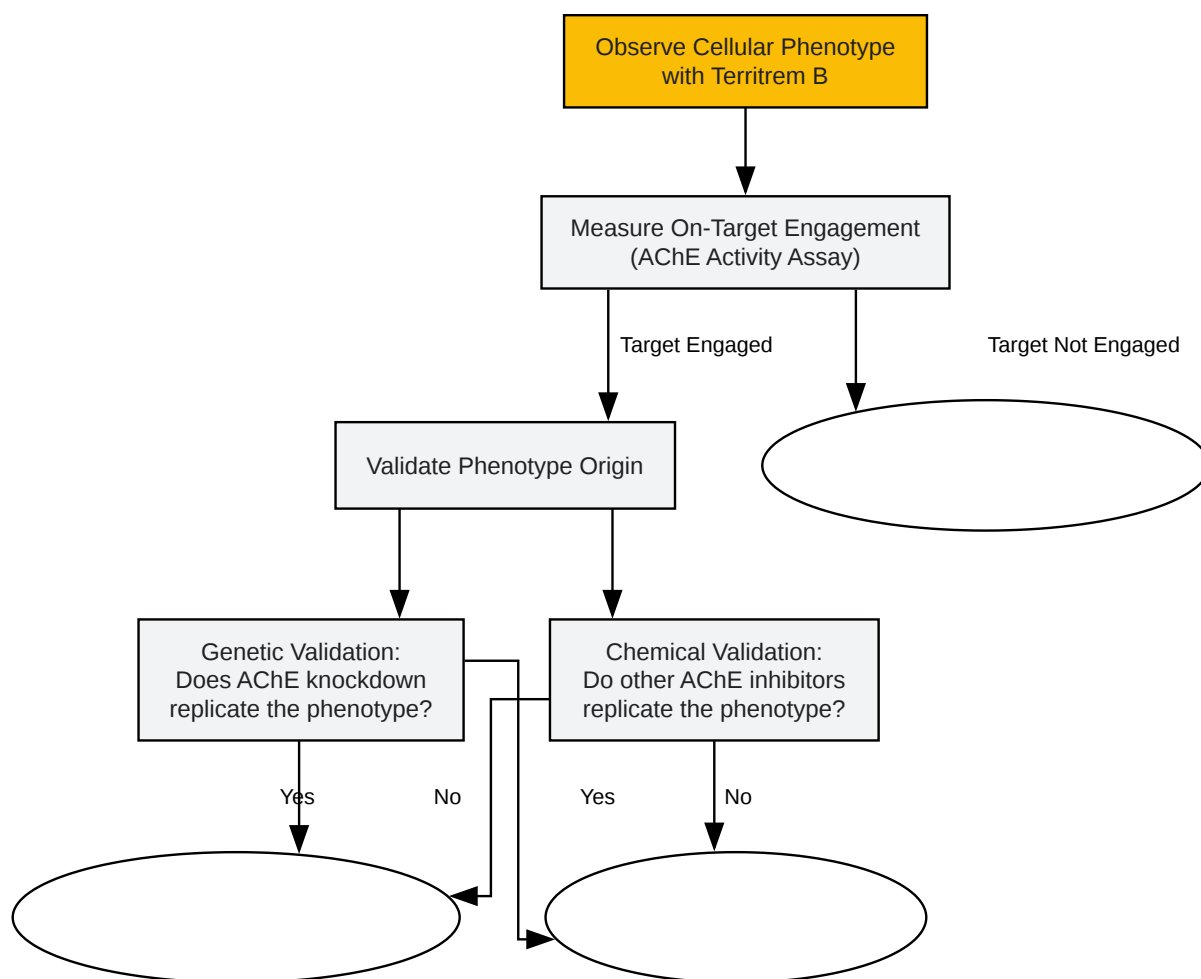 Observe Cellular Phenotype
with Territrem B
Measure On-Target Engagement
(AChE Activity Assay)
Target Engaged
Target Not Engaged
Validate Phenotype Origin
Genetic Validation:
Does AChE knockdown
replicate the phenotype?
Chemical Validation:
Do other AChE inhibitors
replicate the phenotype?
Yes
No
Yes
No